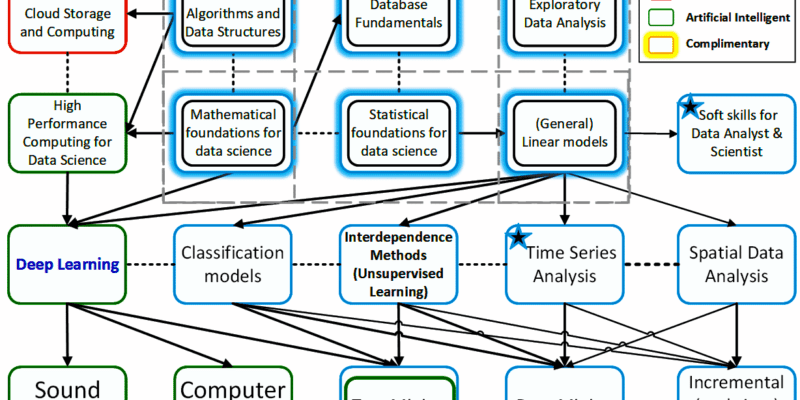 Cloud Storage
and Computing
Algorithms and
Data Structures
Database
Fundamentals
Exploratory
Data Analysis
Artificial Intelligent
Complimentary
High
Performance
Computing for
Data Science
Mathematical
foundations for
data science
Statistical
foundations for
data science
(General)
Linear models
Soft skills for
Data Analyst &
Scientist
Deep Learning
Classification
models
Interdependence
Methods
(Unsupervised
Learning)
Time Series
Analysis
Spatial Data
Analysis
Sound
Computer
Incremental